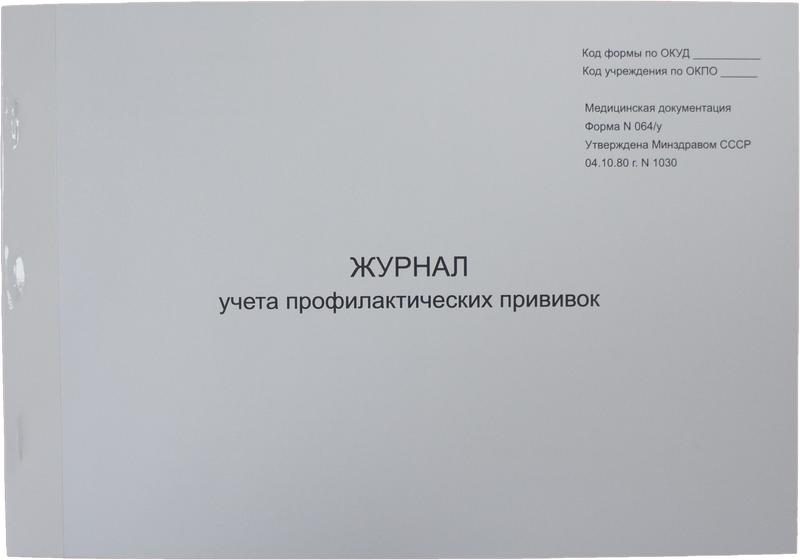 Код формы по ОКУД ___________
Код учреждения по ОКПО ______
Медицинская документация
Форма N 064/у
Утверждена Минздравом СССР
04.10.80 г. N 1030
ЖУРНАЛ
учета профилактических прививок